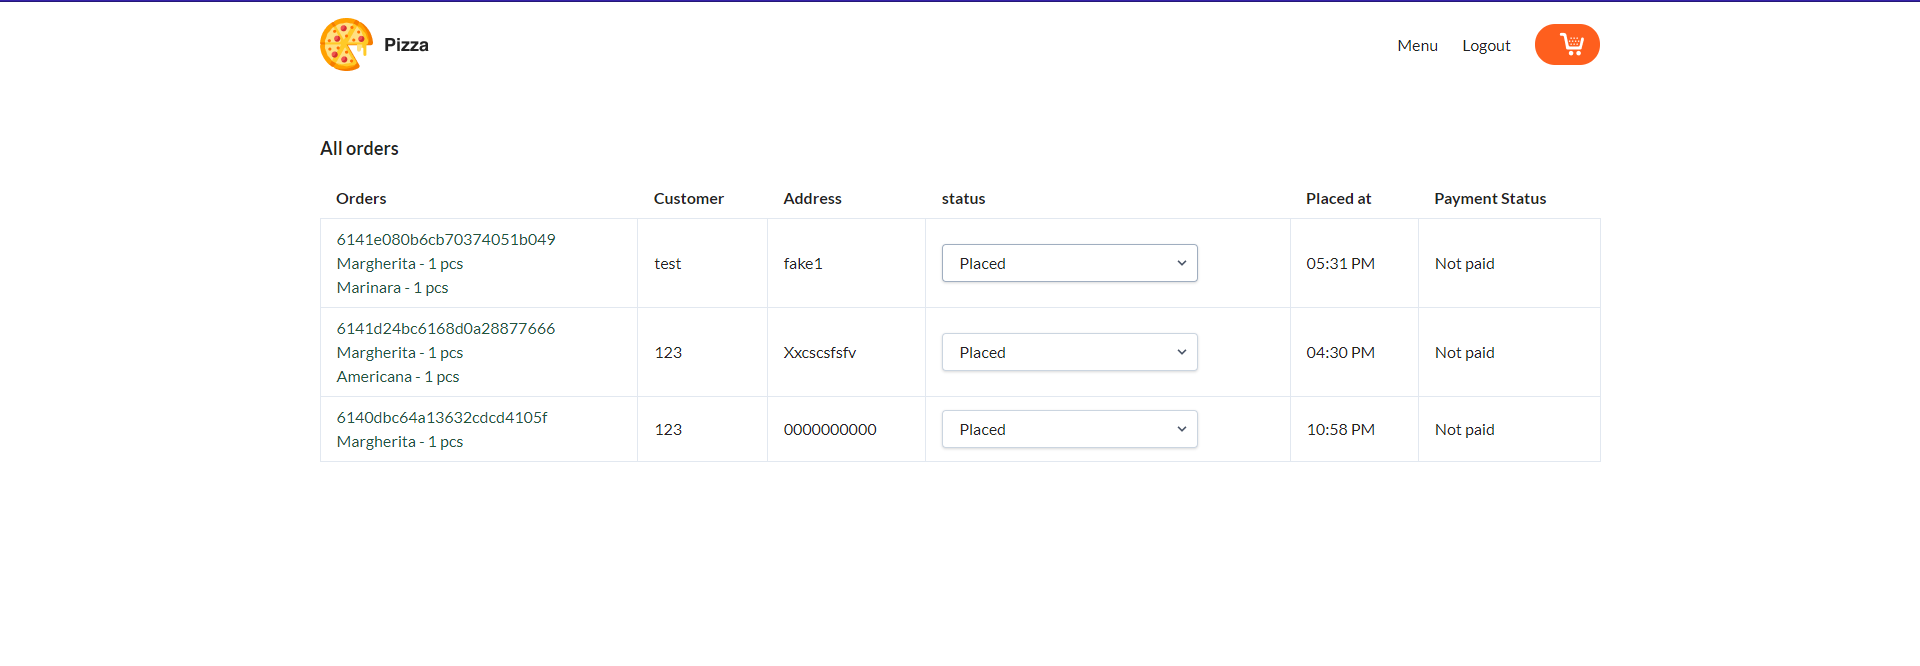 Pizza
Menu Logout
All orders
Orders Customer Address status Placed at Payment Status
6141e080b6cb70374051b049
Margherita - 1 pcs
Marinara - 1 pcs
test fake1 Placed 05:31 PM Not paid
6141d24bc6168d0a28877666
Margherita - 1 pcs
Americana - 1 pcs
123 Xxcscsfsfv Placed 04:30 PM Not paid
6140dbc64a13632cdcd4105f
Margherita - 1 pcs
123 0000000000 Placed 10:58 PM Not paid